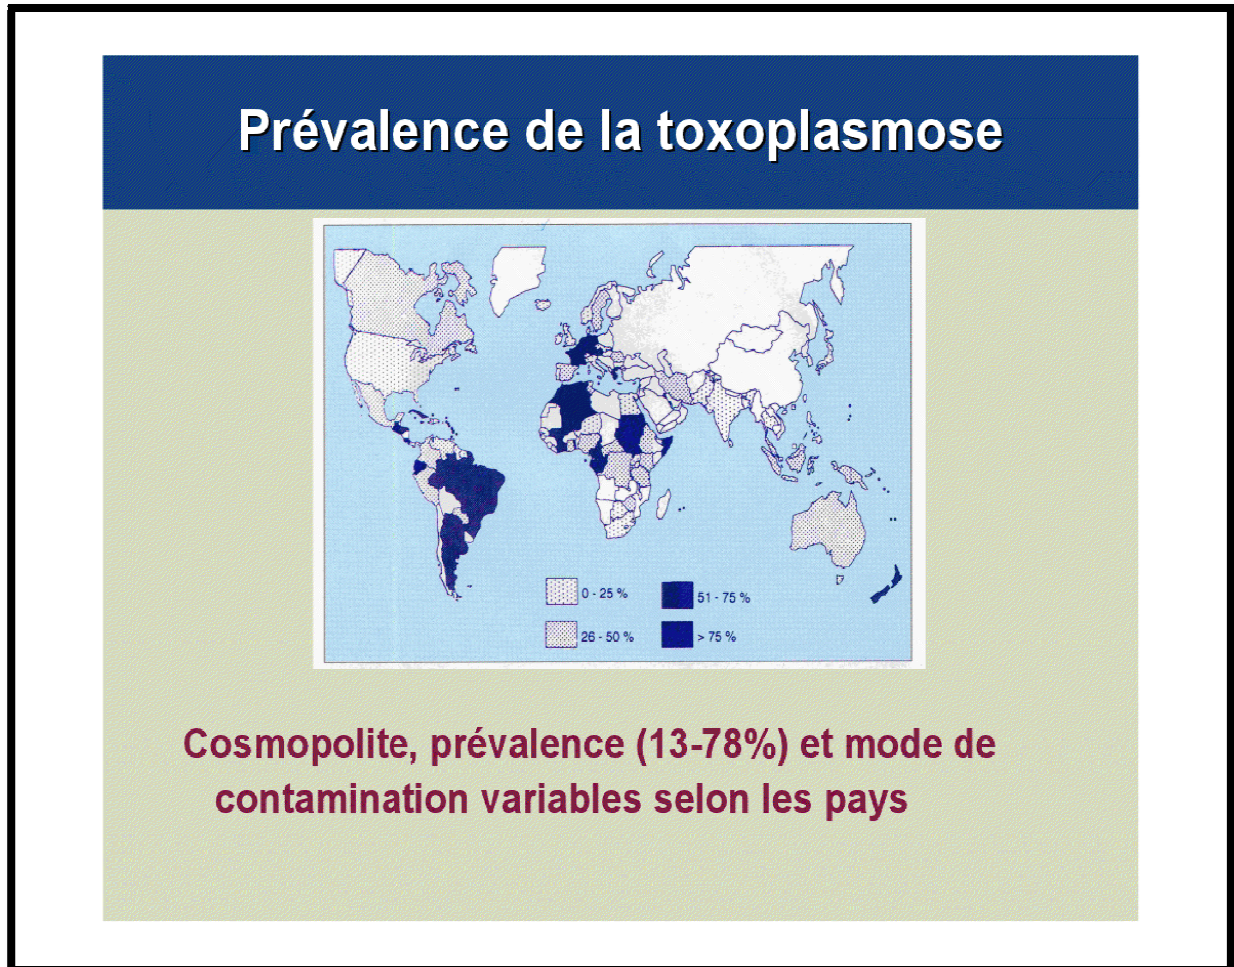 Prévalence de la toxoplasmose
0 - 25 %
51 - 75 %
26 - 50 %
> 75 %
Cosmopolite, prévalence (13-78%) et mode de
contamination variables selon les pays